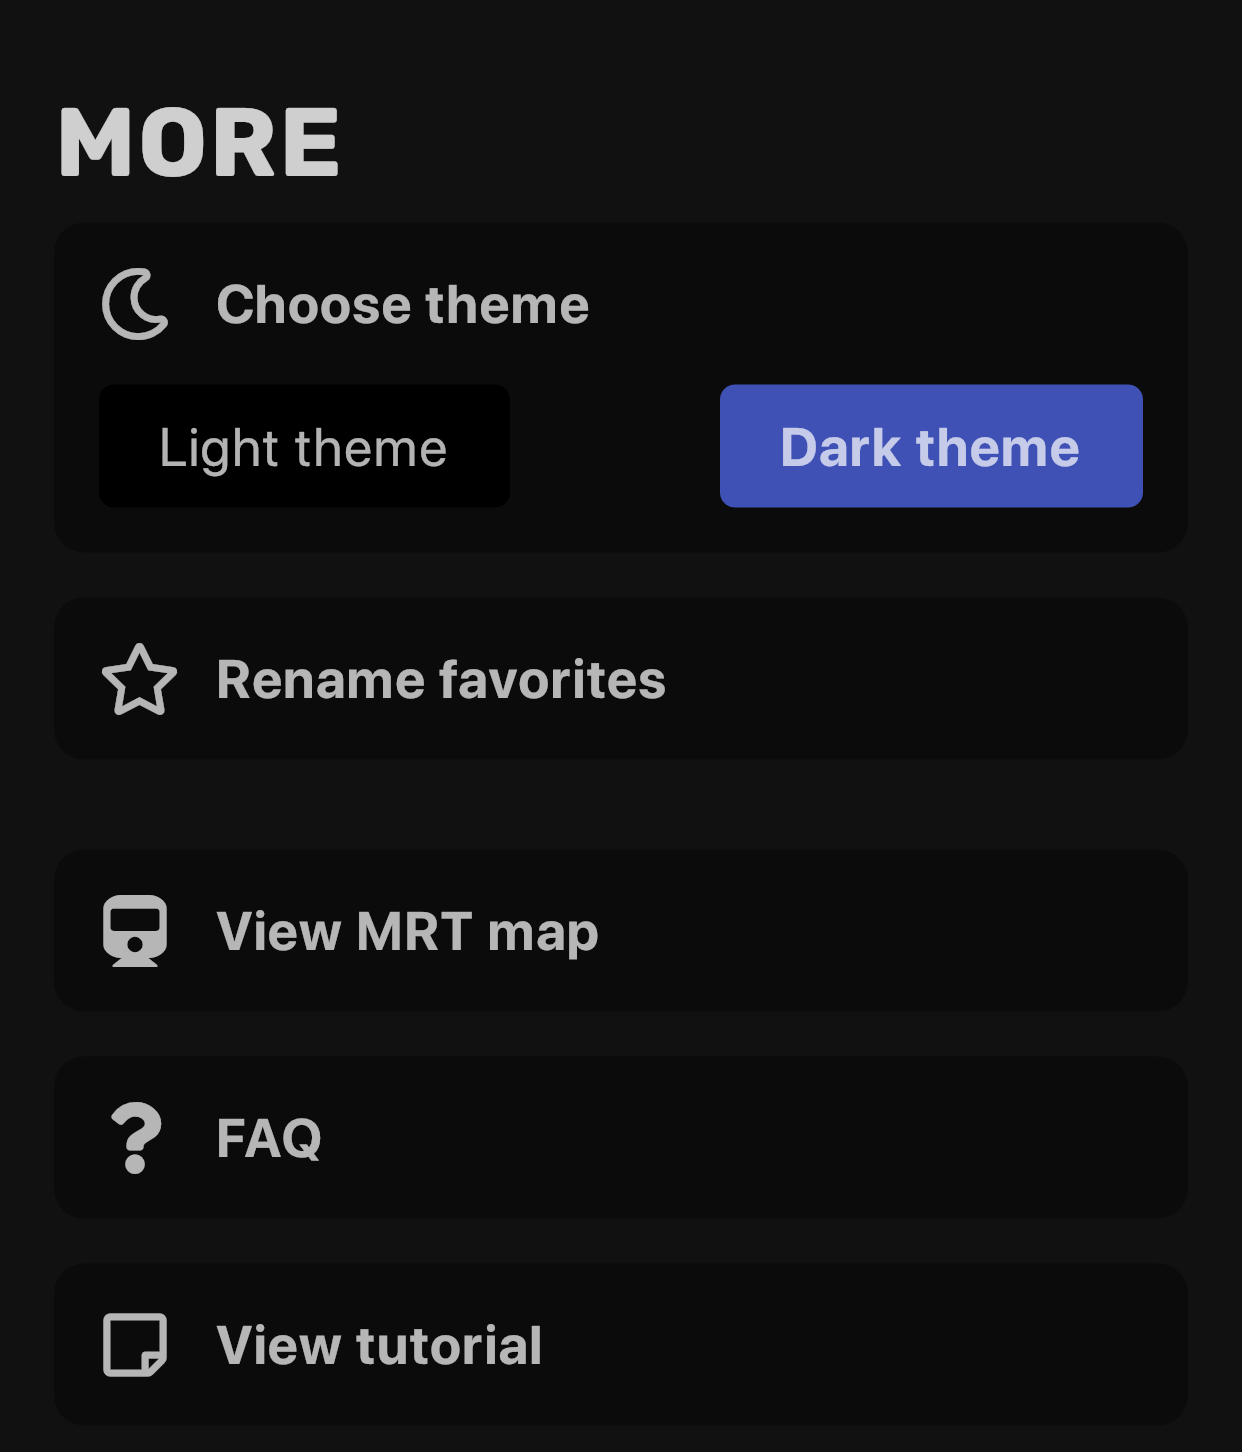 MORE
Choose theme
Light theme
Dark theme
Rename favorites
View MRT map
FAQ
View tutorial